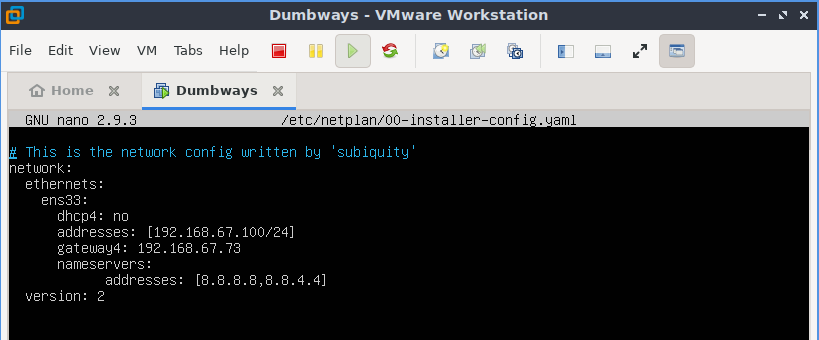 Dumbways - VMware Workstation
File Edit View VM Tabs Help
Home Dumbways
GNU nano 2.9.3 /etc/netplan/00-installer-config.yaml
# This is the network config written by 'subiquity'
network:
  ethernets:
    ens33:
      dhcp4: no
      addresses: [192.168.67.100/24]
      gateway4: 192.168.67.73
      nameservers:
            addresses: [8.8.8.8,8.8.4.4]
  version: 2